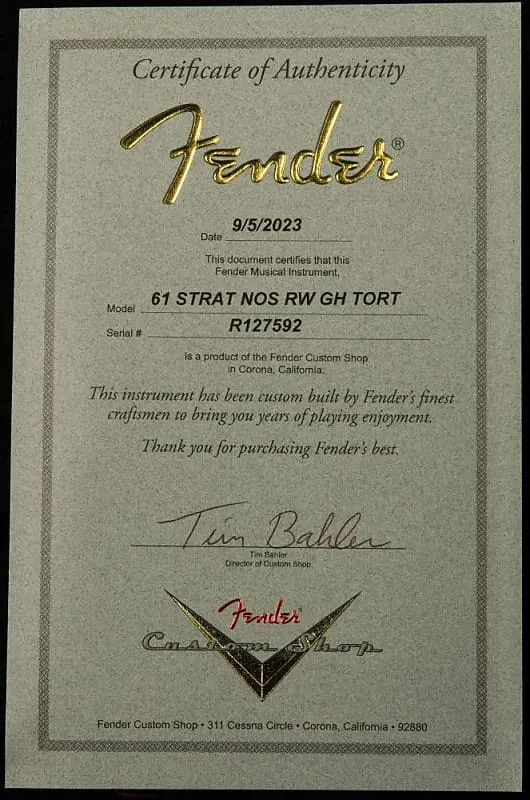 Certificate of Authenticity
Fender®
Date 9/5/2023
This document certifies that this
Fender Musical Instrument,
Model 61 STRAT NOS RW GH TORT
Serial # R127592
is a product of the Fender Custom Shop
in Corona, California.
This instrument has been custom built by Fender's finest
craftsmen to bring you years of playing enjoyment.
Thank you for purchasing Fender's best.
Tim Bahler
Tim Bahler
Director of Custom Shop
Fender®
Custom Shop
Fender Custom Shop • 311 Cessna Circle • Corona, California • 92880